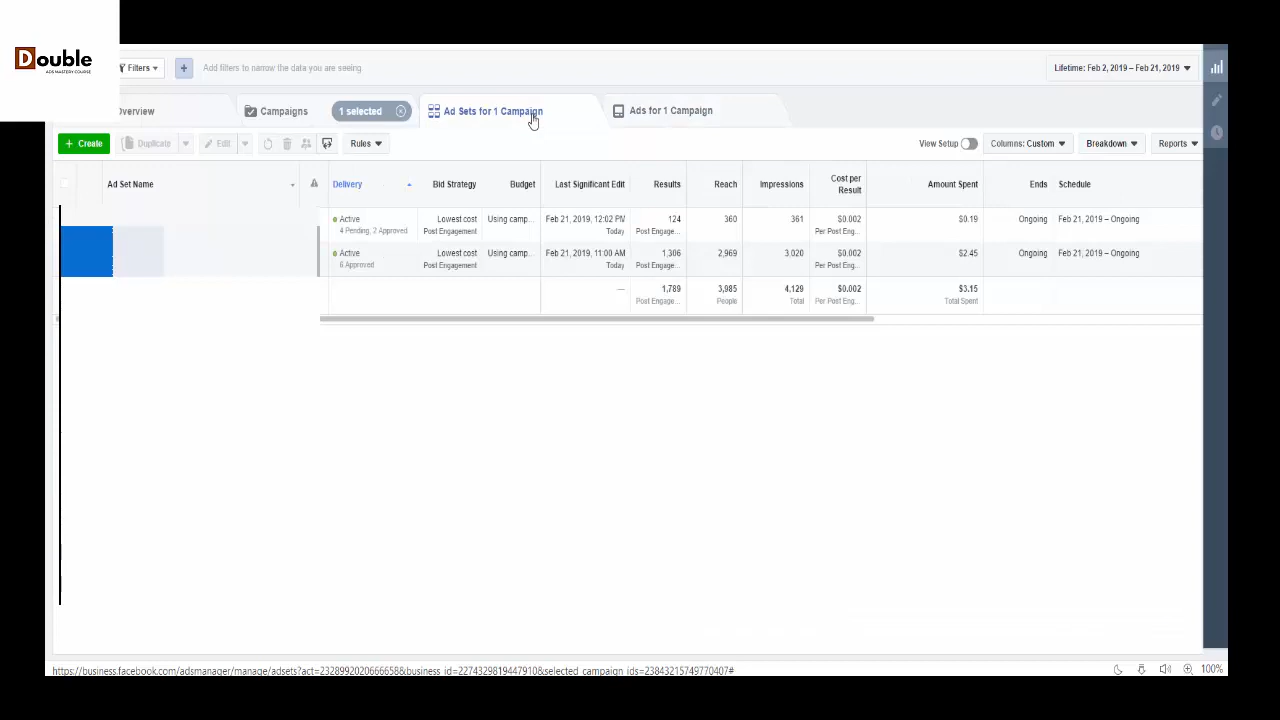 Double
ADS MASTERY COURSE
Filters
+
Add filters to narrow the data you are seeing
Lifetime: Feb 2, 2019 – Feb 21, 2019
Overview
Campaigns
1 selected
Ad Sets for 1 Campaign
Ads for 1 Campaign
+ Create
Duplicate
Edit
Rules
View Setup
Columns: Custom
Breakdown
Reports
Ad Set Name
Delivery
Bid Strategy
Budget
Last Significant Edit
Results
Reach
Impressions
Cost per
Result
Amount Spent
Ends
Schedule
Active
Lowest cost
Using camp...
Feb 21, 2019, 12:02 PM
124
360
361
$0.002
$0.19
Ongoing
Feb 21, 2019 – Ongoing
4 Pending, 2 Approved
Post Engagement
Today
Post Engage...
Per Post Eng...
Active
Lowest cost
Using camp...
Feb 21, 2019, 11:00 AM
1,306
2,969
3,020
$0.002
$2.45
Ongoing
Feb 21, 2019 – Ongoing
6 Approved
Post Engagement
Today
Post Engage...
Per Post Eng...
—
1,789
3,985
4,129
$0.002
$3.15
Post Engage...
People
Total
Per Post Eng...
Total Spent
https://business.facebook.com/adsmanager/manage/adsets?act=2328992020666658&business_id=2274329819447910&selected_campaign_ids=23843215749770407#
100%